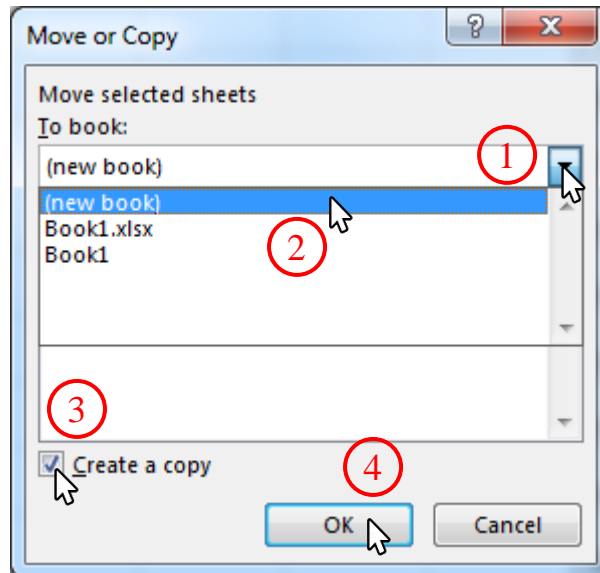 Move or Copy
?
X
Move selected sheets
To book:
(new book)
1
(new book)
Book1.xlsx
2
Book1
3
Create a copy
4
OK
Cancel